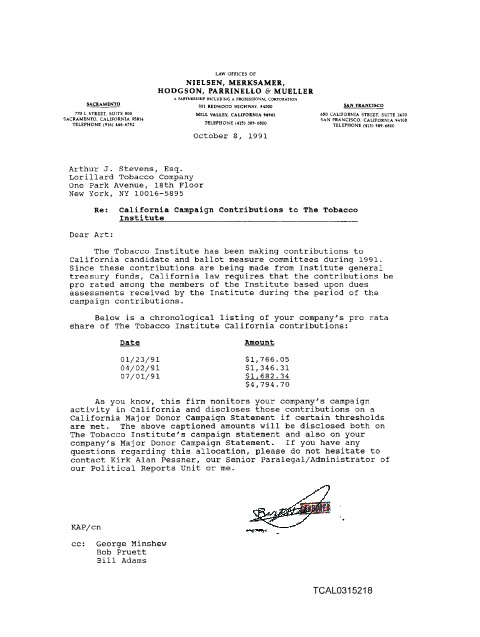 LAW OFFICES OF
NIELSEN, MERKSAMER,
HODGSON, PARRINELLO & MUELLER
A PARTNERSHIP INCLUDING A PROFESSIONAL CORPORATION
591 REDWOOD HIGHWAY, #4000
MILL VALLEY, CALIFORNIA 94941
TELEPHONE (415) 389-6800
SACRAMENTO
770 L STREET, SUITE 800
SACRAMENTO, CALIFORNIA 95814
TELEPHONE (916) 446-6752
SAN FRANCISCO
650 CALIFORNIA STREET, SUITE 2650
SAN FRANCISCO, CALIFORNIA 94108
TELEPHONE (415) 389-6800
October 8, 1991
Arthur J. Stevens, Esq.
Lorillard Tobacco Company
One Park Avenue, 18th Floor
New York, NY 10016-5895
Re: California Campaign Contributions to The Tobacco
Institute
Dear Art:
The Tobacco Institute has been making contributions to
California candidate and ballot measure committees during 1991.
Since these contributions are being made from Institute general
treasury funds, California law requires that the contributions be
pro rated among the members of the Institute based upon dues
assessments received by the Institute during the period of the
campaign contributions.
Below is a chronological listing of your company's pro rata
share of The Tobacco Institute California contributions:
Date Amount
01/23/91 $1,766.05
04/02/91 $1,346.31
07/01/91 $1,682.34
$4,794.70
As you know, this firm monitors your company's campaign
activity in California and discloses those contributions on a
California Major Donor Campaign Statement if certain thresholds
are met. The above captioned amounts will be disclosed both on
The Tobacco Institute's campaign statement and also on your
company's Major Donor Campaign Statement. If you have any
questions regarding this allocation, please do not hesitate to
contact Kirk Alan Pessner, our Senior Paralegal/Administrator of
our Political Reports Unit or me.
KAP/cn
cc: George Minshew
Bob Pruett
Bill Adams
TCAL0315218